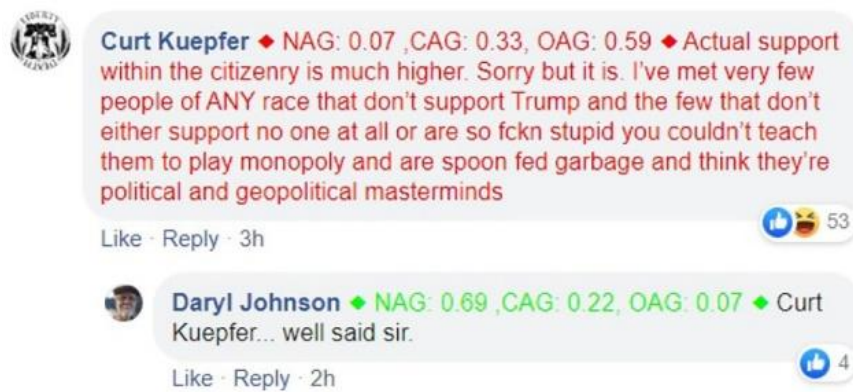 Curt Kuepfer ◆ NAG: 0.07 ,CAG: 0.33, OAG: 0.59 ◆ Actual support
within the citizenry is much higher. Sorry but it is. I've met very few
people of ANY race that don't support Trump and the few that don't
either support no one at all or are so fckn stupid you couldn't teach
them to play monopoly and are spoon fed garbage and think they're
political and geopolitical masterminds
53
Like · Reply · 3h
Daryl Johnson ◆ NAG: 0.69 ,CAG: 0.22, OAG: 0.07 ◆ Curt
Kuepfer... well said sir.
4
Like · Reply · 2h